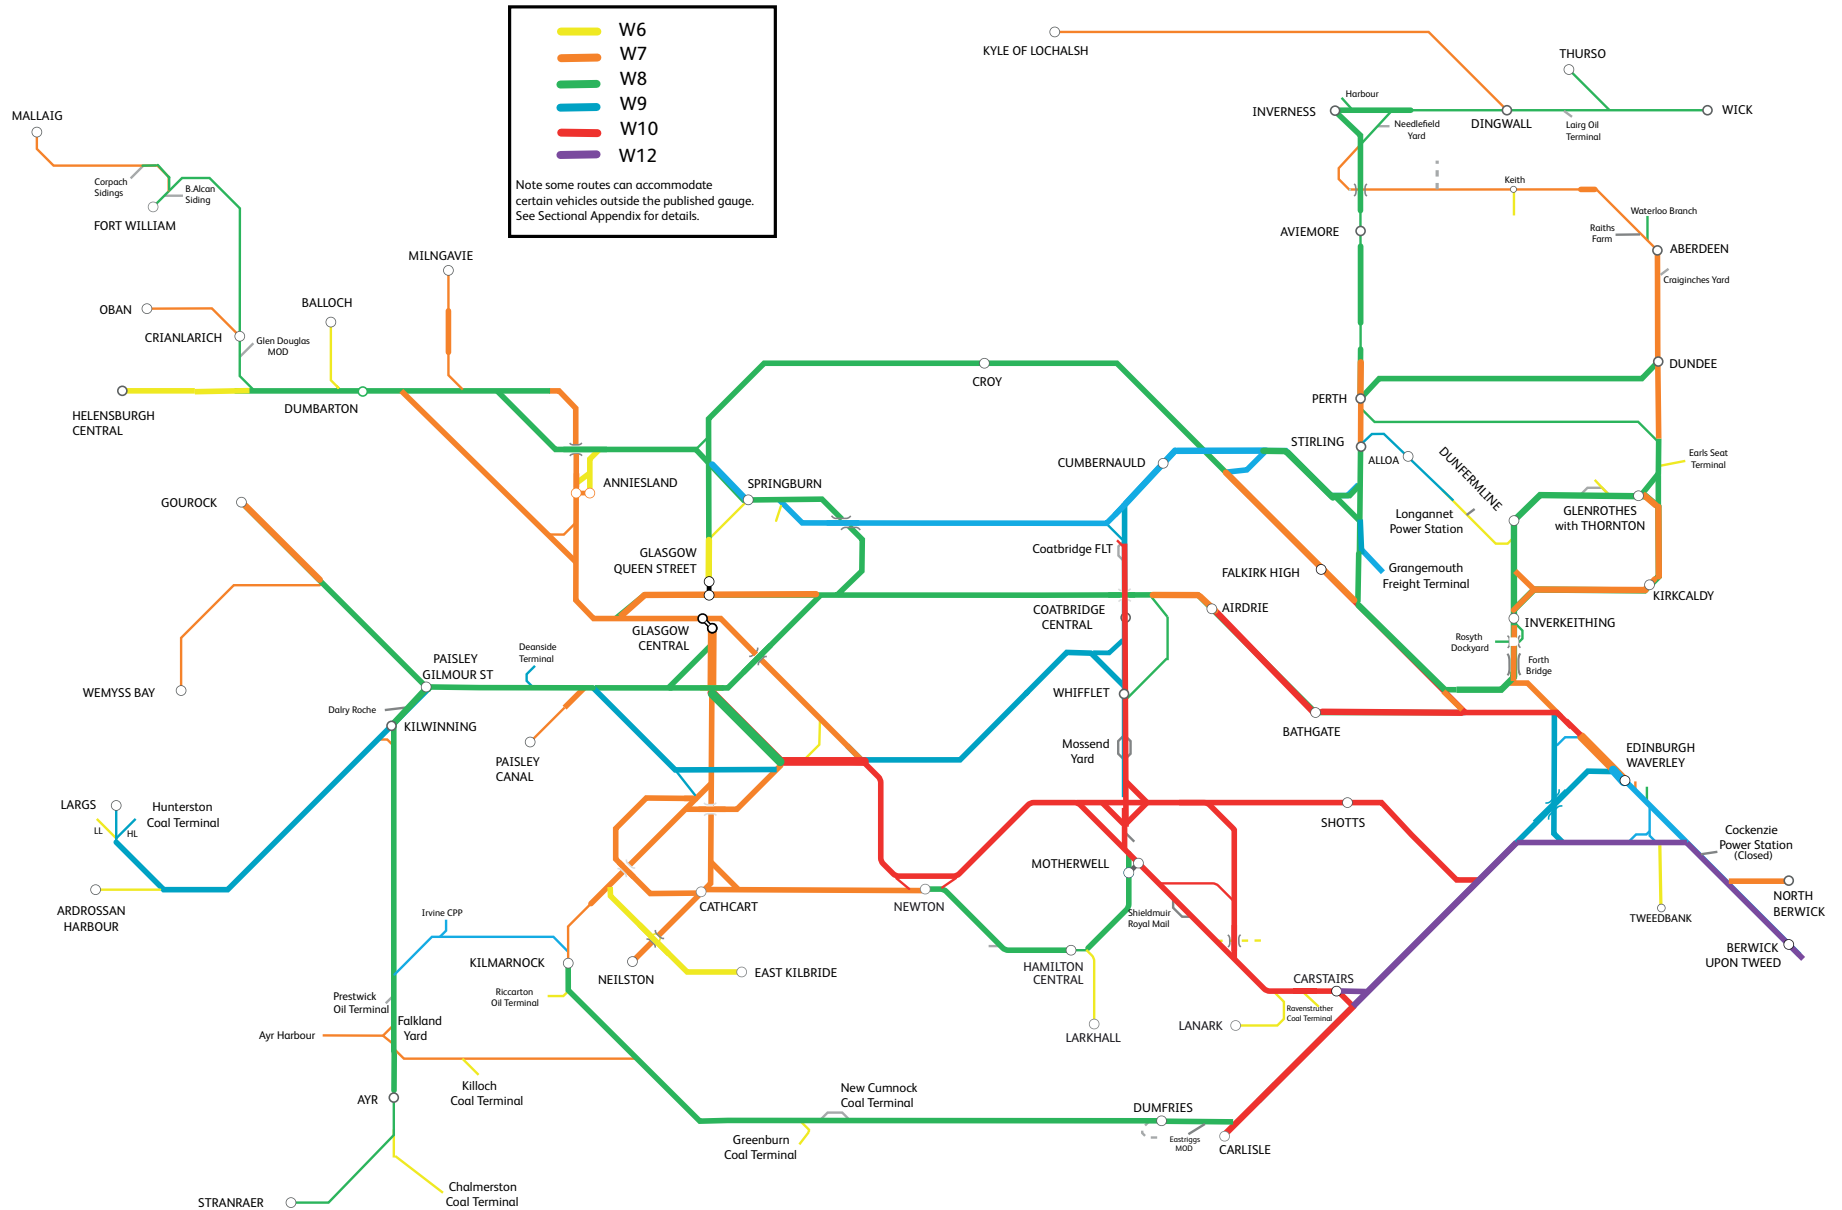 W6
W7
W8
W9
W10
W12
Note some routes can accommodate
certain vehicles outside the published gauge.
See Sectional Appendix for details.
KYLE OF LOCHALSH
THURSO
Harbour
INVERNESS
Needlefield
Yard
DINGWALL
Lairg Oil
Terminal
WICK
MALLAIG
Corpach
Sidings
B.Alcan
Siding
FORT WILLIAM
Keith
Waterloo Branch
Raiths
Farm
AVIEMORE
ABERDEEN
Craiginches Yard
MILNGAVIE
OBAN
BALLOCH
CRIANLARICH
Glen Douglas
MOD
DUNDEE
CROY
HELENSBURGH
CENTRAL
DUMBARTON
PERTH
STIRLING
ALLOA
DUNFERMLINE
Earls Seat
Terminal
CUMBERNAULD
ANNIESLAND
SPRINGBURN
GOUROCK
Longannet
Power Station
GLENROTHES
with THORNTON
GLASGOW
QUEEN STREET
Coatbridge FLT
FALKIRK HIGH
Grangemouth
Freight Terminal
KIRKCALDY
COATBRIDGE
CENTRAL
AIRDRIE
INVERKEITHING
GLASGOW
CENTRAL
Rosyth
Dockyard
Forth
Bridge
Deanside
Terminal
PAISLEY
GILMOUR ST
WEMYSS BAY
WHIFFLET
Dalry Roche
KILWINNING
BATHGATE
PAISLEY
CANAL
Mossend
Yard
EDINBURGH
WAVERLEY
LARGS
Hunterston
Coal Terminal
LL
HL
SHOTTS
Cockenzie
Power Station
(Closed)
MOTHERWELL
ARDROSSAN
HARBOUR
CATHCART
NEWTON
NORTH
BERWICK
Irvine CPP
Shieldmuir
Royal Mail
TWEEDBANK
BERWICK
UPON TWEED
KILMARNOCK
NEILSTON
EAST KILBRIDE
HAMILTON
CENTRAL
CARSTAIRS
Riccarton
Oil Terminal
Prestwick
Oil Terminal
Ravenstruther
Coal Terminal
Falkland
Yard
Ayr Harbour
LANARK
LARKHALL
Killoch
Coal Terminal
AYR
New Cumnock
Coal Terminal
DUMFRIES
Greenburn
Coal Terminal
Eastriggs
MOD
CARLISLE
Chalmerston
Coal Terminal
STRANRAER